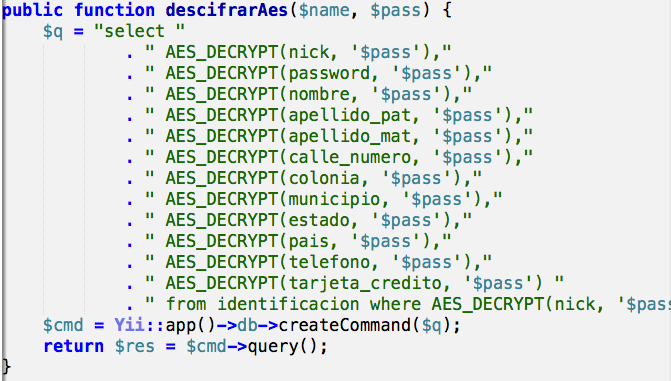 public function descifrarAes($name, $pass) {
$q = "select "
. " AES_DECRYPT(nick, '$pass'),"
. " AES_DECRYPT(password, '$pass'),"
. " AES_DECRYPT(nombre, '$pass'),"
. " AES_DECRYPT(apellido_pat, '$pass'),"
. " AES_DECRYPT(apellido_mat, '$pass'),"
. " AES_DECRYPT(calle_numero, '$pass'),"
. " AES_DECRYPT(colonia, '$pass'),"
. " AES_DECRYPT(municipio, '$pass'),"
. " AES_DECRYPT(estado, '$pass'),"
. " AES_DECRYPT(pais, '$pass'),"
. " AES_DECRYPT(telefono, '$pass'),"
. " AES_DECRYPT(tarjeta_credito, '$pass') "
. " from identificacion where AES_DECRYPT(nick, '$pas
$cmd = Yii::app()->db->createCommand($q);
return $res = $cmd->query();
}